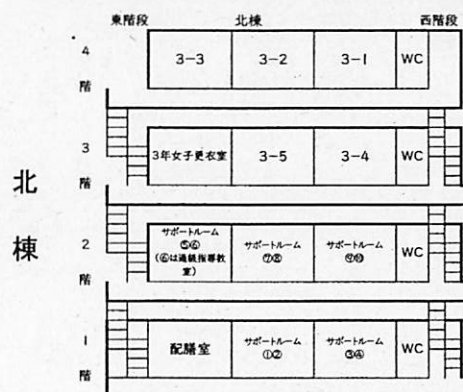 東階段 北棟 西階段
4階 3-3 3-2 3-1 WC
北棟
3階 3年女子更衣室 3-5 3-4 WC
2階 サポートルーム ⑤⑥ (⑥は通級指導教室) サポートルーム ⑦⑧ サポートルーム ⑨⑩ WC
1階 配膳室 サポートルーム ①② サポートルーム ③④ WC